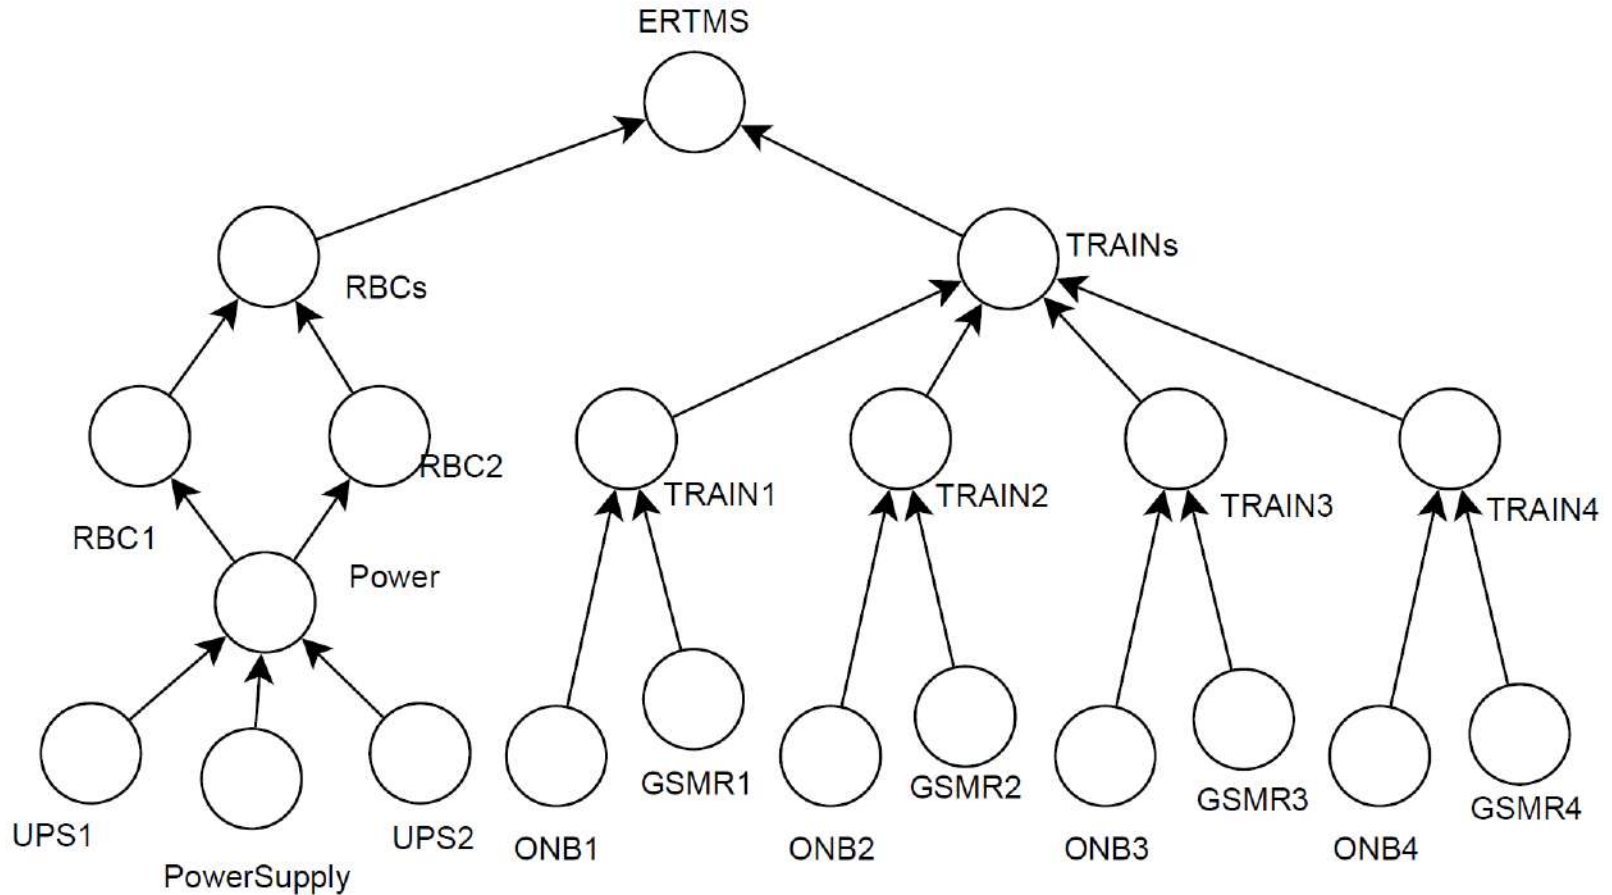 ERTMS
TRAINs
RBCs
RBC2
TRAIN1
TRAIN2
TRAIN3
TRAIN4
RBC1
Power
GSMR1
GSMR2
GSMR3
GSMR4
UPS1
UPS2
ONB1
ONB2
ONB3
ONB4
PowerSupply